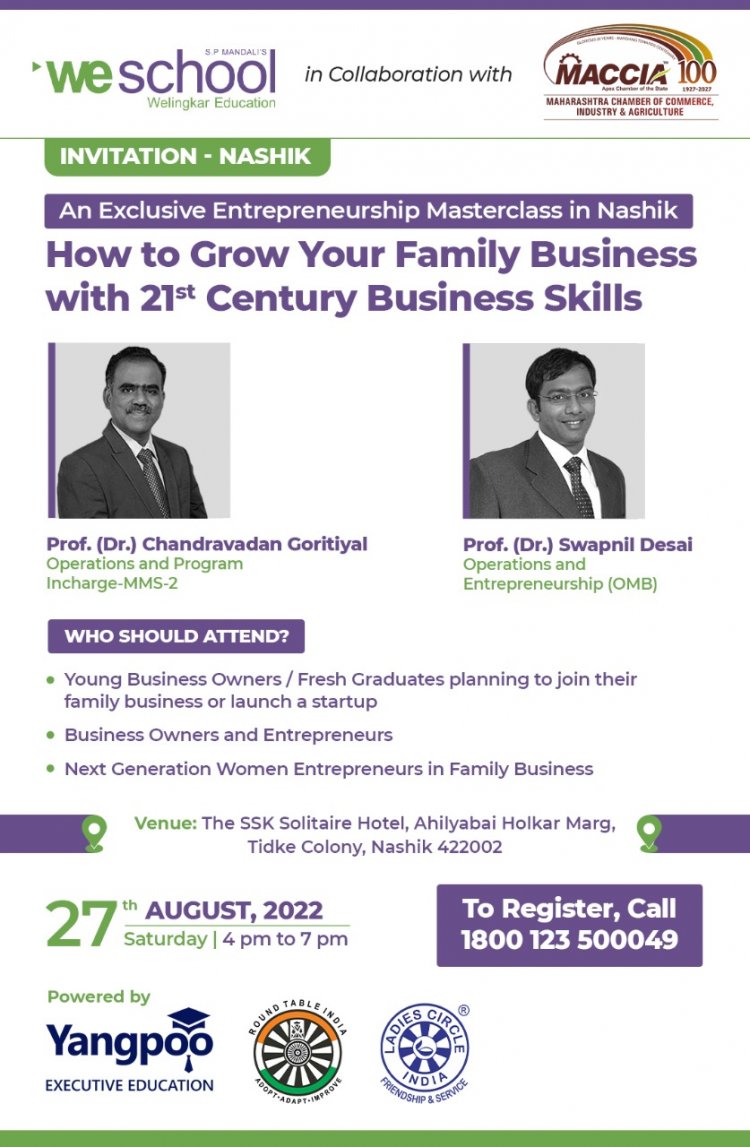 S P MANDALI'S
we school
Welingkar Education
in Collaboration with
MACCIA 100
Apex Chamber of the State 1927-2027
MAHARASHTRA CHAMBER OF COMMERCE,
INDUSTRY & AGRICULTURE
INVITATION - NASHIK
An Exclusive Entrepreneurship Masterclass in Nashik
How to Grow Your Family Business
with 21st Century Business Skills
Prof. (Dr.) Chandravadan Goritiyal
Operations and Program
Incharge-MMS-2
Prof. (Dr.) Swapnil Desai
Operations and
Entrepreneurship (OMB)
WHO SHOULD ATTEND?
• Young Business Owners / Fresh Graduates planning to join their
family business or launch a startup
• Business Owners and Entrepreneurs
• Next Generation Women Entrepreneurs in Family Business
Venue: The SSK Solitaire Hotel, Ahilyabai Holkar Marg,
Tidke Colony, Nashik 422002
27th AUGUST, 2022
Saturday | 4 pm to 7 pm
To Register, Call
1800 123 500049
Powered by
Yangpoo
EXECUTIVE EDUCATION
ROUND TABLE INDIA
ADOPT•ADAPT•IMPROVE
LADIES CIRCLE
INDIA
FRIENDSHIP & SERVICE
®